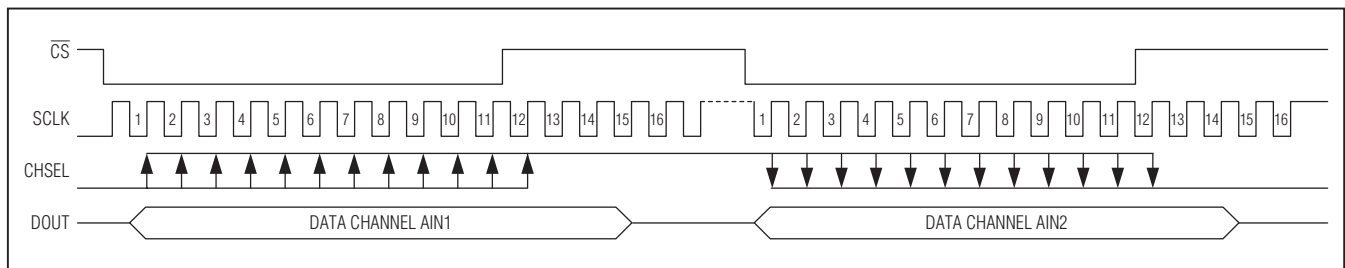 CS
SCLK 1 2 3 4 5 6 7 8 9 10 11 12 13 14 15 16 1 2 3 4 5 6 7 8 9 10 11 12 13 14 15 16
CHSEL
DOUT DATA CHANNEL AIN1 DATA CHANNEL AIN2